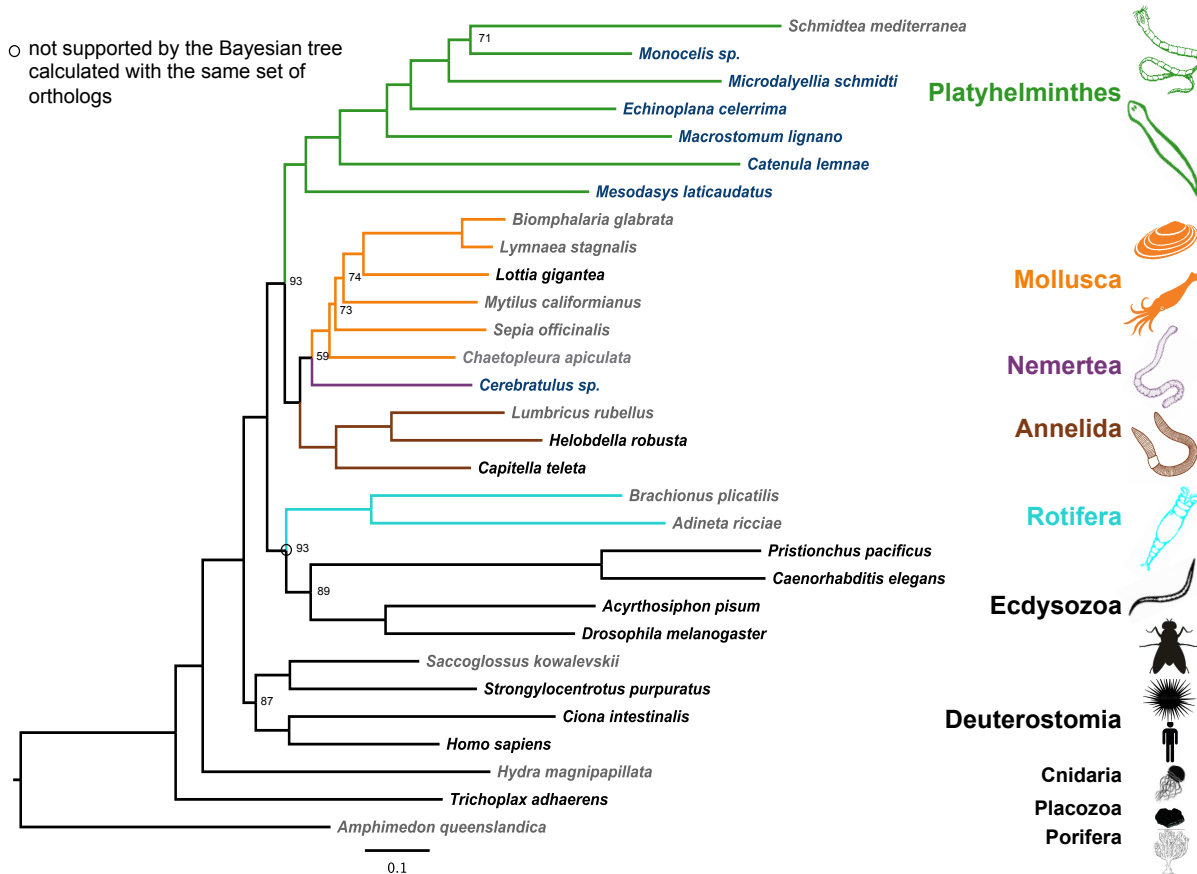 not supported by the Bayesian tree
calculated with the same set of
orthologs
Schmidtea mediterranea
71
Monocelis sp.
Microdalyellia schmidti
Platyhelminthes
Echinoplana celerrima
Macrostomum lignano
Catenula lemnae
Mesodasys laticaudatus
Biomphalaria glabrata
Lymnaea stagnalis
93
74
Lottia gigantea
Mollusca
Mytilus califormianus
73
Sepia officinalis
59
Chaetopleura apiculata
Nemertea
Cerebratulus sp.
Lumbricus rubellus
Annelida
Helobdella robusta
Capitella teleta
Brachionus plicatilis
Rotifera
Adineta ricciae
93
Pristionchus pacificus
Caenorhabditis elegans
89
Ecdysozoa
Acyrthosiphon pisum
Drosophila melanogaster
Saccoglossus kowalevskii
Strongylocentrotus purpuratus
87
Ciona intestinalis
Deuterostomia
Homo sapiens
Hydra magnipapillata
Cnidaria
Trichoplax adhaerens
Placozoa
Amphimedon queenslandica
Porifera
0.1